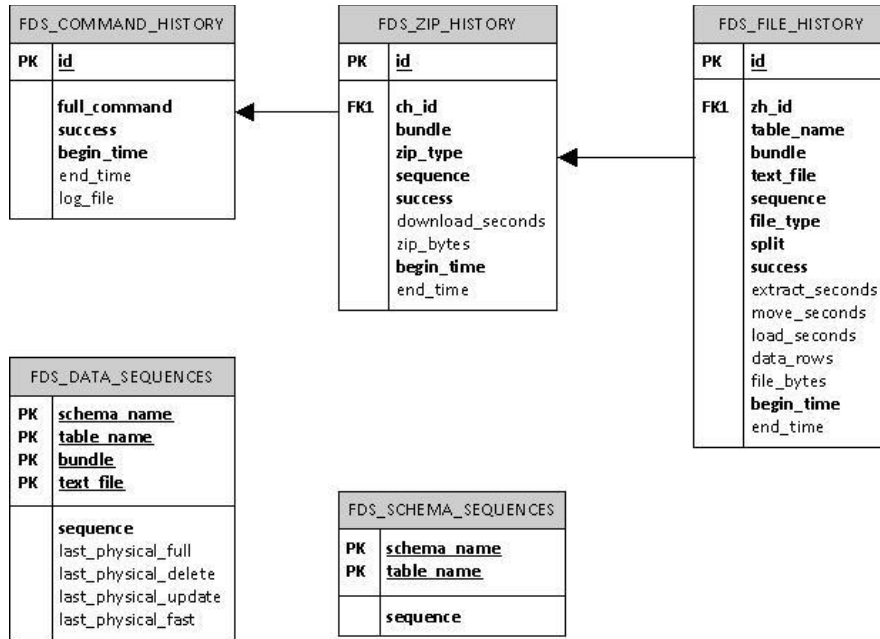 FDS_COMMAND_HISTORY
PK id
full_command
success
begin_time
end_time
log_file
FDS_ZIP_HISTORY
PK id
FK1 ch_id
bundle
zip_type
sequence
success
download_seconds
zip_bytes
begin_time
end_time
FDS_FILE_HISTORY
PK id
FK1 zh_id
table_name
bundle
text_file
sequence
file_type
split
success
extract_seconds
move_seconds
load_seconds
data_rows
file_bytes
begin_time
end_time
FDS_DATA_SEQUENCES
PK schema_name
PK table_name
PK bundle
PK text_file
sequence
last_physical_full
last_physical_delete
last_physical_update
last_physical_fast
FDS_SCHEMA_SEQUENCES
PK schema_name
PK table_name
sequence